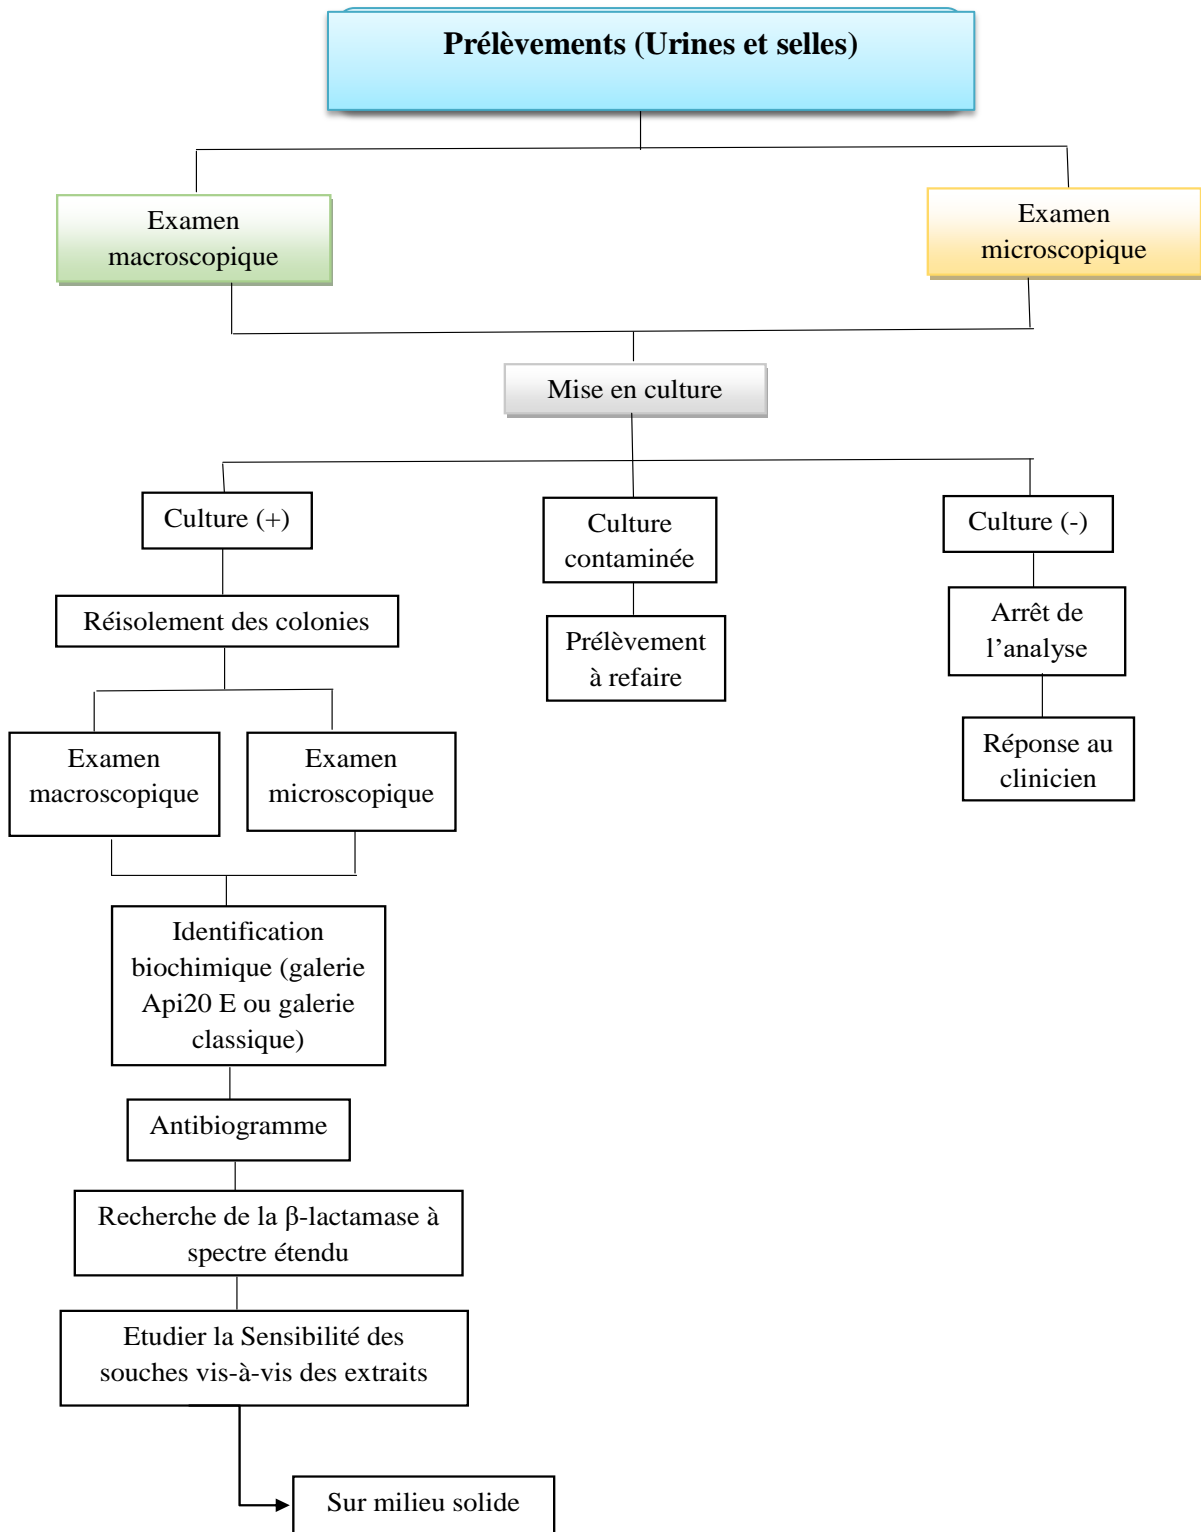 Prélèvements (Urines et selles)
Examen
macroscopique
Examen
microscopique
Mise en culture
Culture (+)
Culture
contaminée
Culture (-)
Réisolement des colonies
Prélèvement
à refaire
Arrêt de
l’analyse
Examen
macroscopique
Examen
microscopique
Réponse au
clinicien
Identification
biochimique (galerie
Api20 E ou galerie
classique)
Antibiogramme
Recherche de la β-lactamase à
spectre étendu
Etudier la Sensibilité des
souches vis-à-vis des extraits
Sur milieu solide